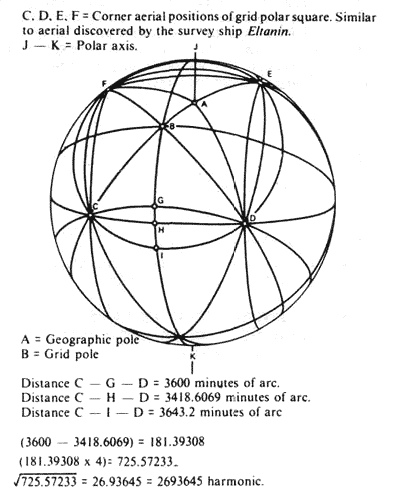 C, D, E, F = Corner aerial positions of grid polar square. Similar
to aerial discovered by the survey ship Eltanin.
J — K = Polar axis.
J
E
F
A
B
C
G
D
H
I
K
A = Geographic pole
B = Grid pole
Distance C — G — D = 3600 minutes of arc.
Distance C — H — D = 3418.6069 minutes of arc.
Distance C — I — D = 3643.2 minutes of arc
(3600 — 3418.6069) = 181.39308
(181.39308 x 4)= 725.57233
√725.57233 = 26.93645 = 2693645 harmonic.